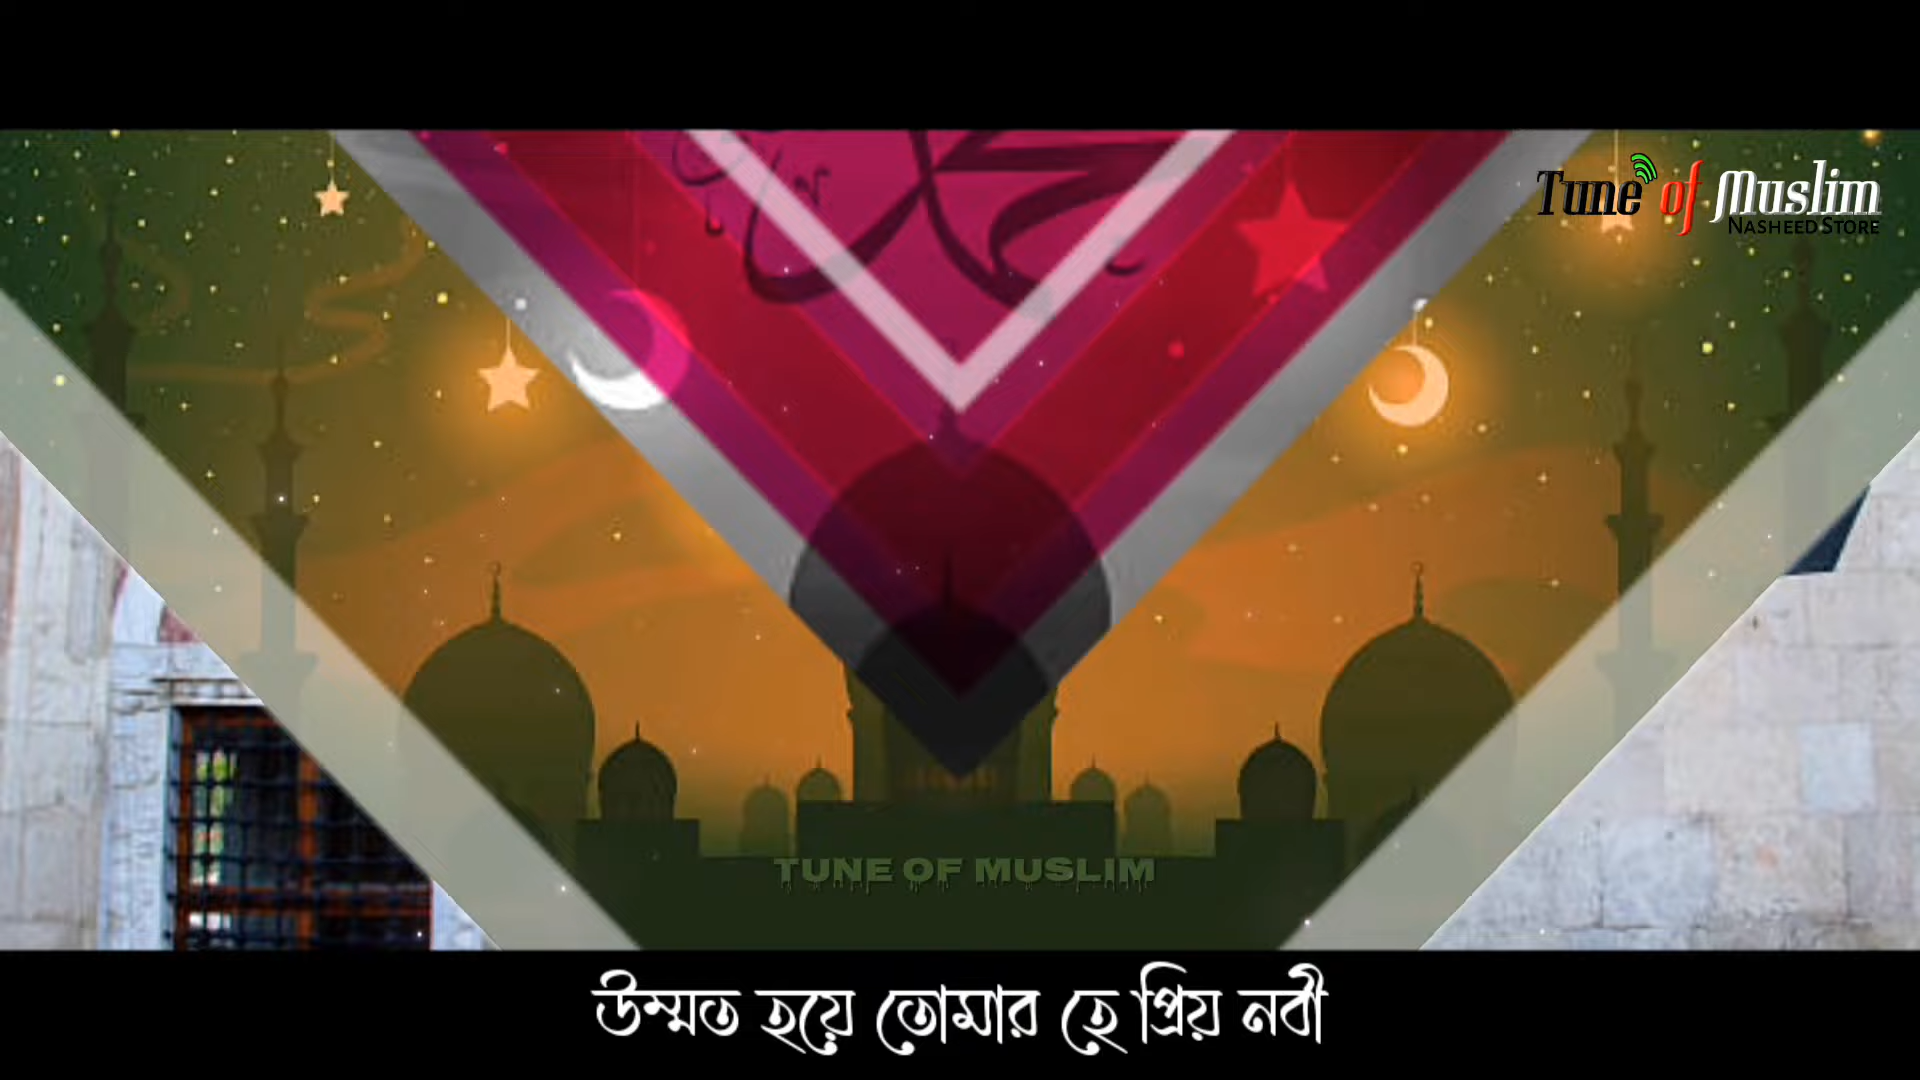 Tune of Muslim
NASHEED STORE
TUNE OF MUSLIM
উম্মত হয়ে তোমার হে প্রিয় নবী